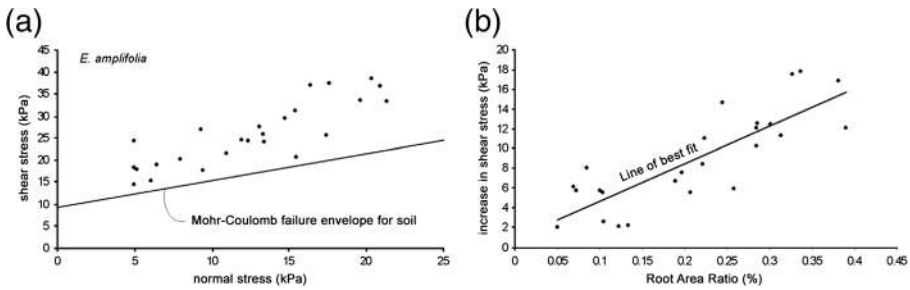 (a)
E. amplifolia
shear stress (kPa)
45
40
35
30
25
20
15
10
5
0
0 5 10 15 20 25
normal stress (kPa)
Mohr-Coulomb failure envelope for soil
(b)
increase in shear stress (kPa)
20
18
16
14
12
10
8
6
4
2
0
0 0.05 0.1 0.15 0.2 0.25 0.3 0.35 0.4 0.45
Root Area Ratio (%)
Line of best fit